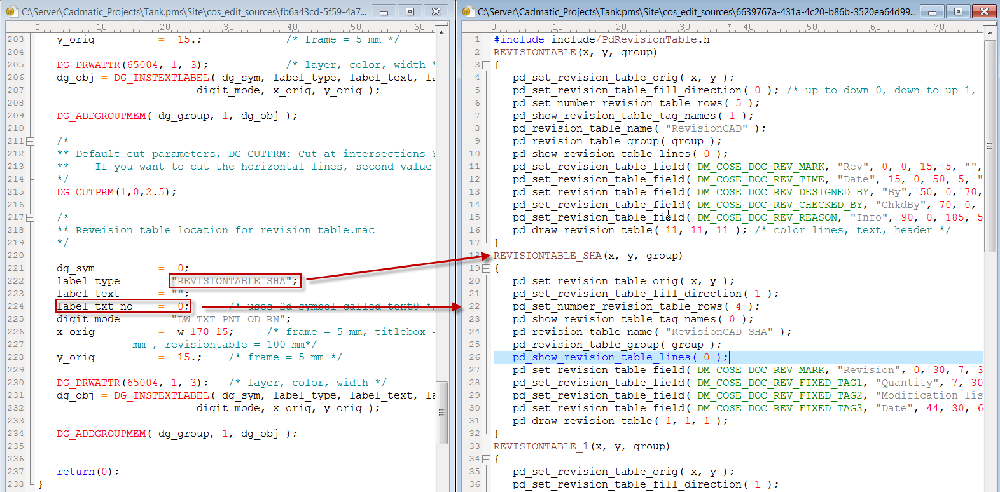 C:\Server\Cadmatic_Projects\Tank.pms\Site\cos_edit_sources\fb6a43cd-5f59-4a7...
0 10 20 30 40 50 60
203 y_orig = 15.; /* frame = 5 mm */
204
205 DG_DRWATTR(65004, 1, 3); /* layer, color, width *
206 dg_obj = DG_INSTEXTLABEL( dg_sym, label_type, label_text, la
207 digit_mode, x_orig, y_orig );
208
209 DG_ADDGROUPMEM( dg_group, 1, dg_obj );
210
211 /*
212 ** Default cut parameters, DG_CUTPRM: Cut at intersections Y
213 ** If you want to cut the horizontal lines, second value
214 */
215 DG_CUTPRM(1,0,2.5);
216
217 /*
218 ** Reveision table location for revision_table.mac
219 */
220
221 dg_sym = 0;
222 label_type = "REVISIONTABLE_SHA";
223 label_text = "";
224 label_txt_no = 0; /* uses 2d symbol called text0 */
225 digit_mode = "DW_TXT_PNT_OD_RN";
226 x_orig = w-170-15; /* frame = 5 mm, titlebox =
227 mm , revisiontable = 100 mm*/
228 y_orig = 15.; /* frame = 5 mm */
229
230 DG_DRWATTR(65004, 1, 3); /* layer, color, width */
231 dg_obj = DG_INSTEXTLABEL( dg_sym, label_type, label_text, la
232 digit_mode, x_orig, y_orig );
233
234 DG_ADDGROUPMEM( dg_group, 1, dg_obj );
235
236
237 return(0);
238 }
C:\Server\Cadmatic_Projects\Tank.pms\Site\cos_edit_sources\6639767a-431a-4c20-b86b-3520ea64d99...
0 10 20 30 40 50 60 70
1 #include include/PdRevisionTable.h
2 REVISIONTABLE(x, y, group)
3 {
4 pd_set_revision_table_orig( x, y );
5 pd_set_revision_table_fill_direction( 0 ); /* up to down 0, down to up 1,
6 pd_set_number_revision_table_rows( 5 );
7 pd_show_revision_table_tag_names( 1 );
8 pd_revision_table_name( "RevisionCAD" );
9 pd_revision_table_group( group );
10 pd_show_revision_table_lines( 0 );
11 pd_set_revision_table_field( DM_COSE_DOC_REV_MARK, "Rev", 0, 0, 15, 5, "",
12 pd_set_revision_table_field( DM_COSE_DOC_REV_TIME, "Date", 15, 0, 50, 5, "
13 pd_set_revision_table_field( DM_COSE_DOC_REV_DESIGNED_BY, "By", 50, 0, 70,
14 pd_set_revision_table_field( DM_COSE_DOC_REV_CHECKED_BY, "ChkdBy", 70, 0,
15 pd_set_revision_table_field( DM_COSE_DOC_REV_REASON, "Info", 90, 0, 185, 5
16 pd_draw_revision_table( 11, 11, 11 ); /* color lines, text, header */
17 }
18 REVISIONTABLE_SHA(x, y, group)
19 {
20 pd_set_revision_table_orig( x, y );
21 pd_set_revision_table_fill_direction( 1 );
22 pd_set_number_revision_table_rows( 4 );
23 pd_show_revision_table_tag_names( 0 );
24 pd_revision_table_name( "RevisionCAD_SHA" );
25 pd_revision_table_group( group );
26 pd_show_revision_table_lines( 0 );
27 pd_set_revision_table_field( DM_COSE_DOC_REV_MARK, "Revision", 0, 30, 7, 3
28 pd_set_revision_table_field( DM_COSE_DOC_REV_FIXED_TAG1, "Quantity", 7, 30
29 pd_set_revision_table_field( DM_COSE_DOC_REV_FIXED_TAG2, "Modification lis
30 pd_set_revision_table_field( DM_COSE_DOC_REV_FIXED_TAG3, "Date", 44, 30, 6
31 pd_draw_revision_table( 1, 1, 1 );
32 }
33 REVISIONTABLE_1(x, y, group)
34 {
35 pd_set_revision_table_orig( x, y );
36 pd_set_revision_table_fill_direction( 1 );